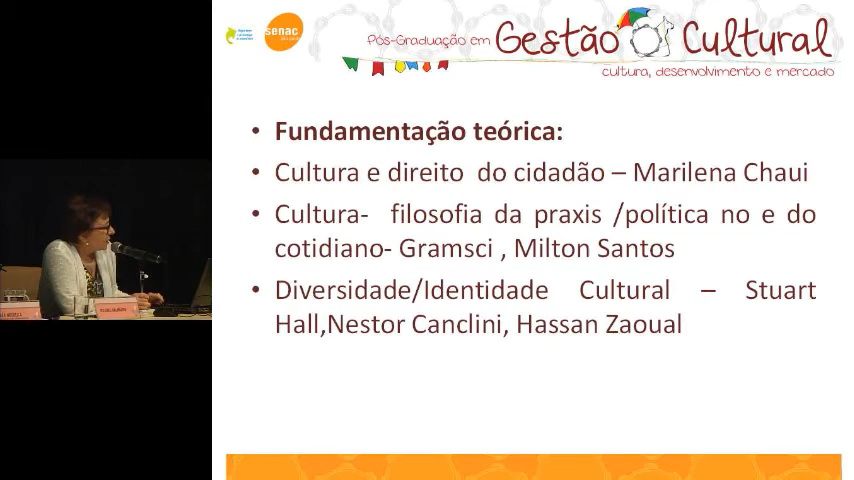 senac
Pós-Graduação em Gestão Cultural
cultura, desenvolvimento e mercado
• Fundamentação teórica:
• Cultura e direito do cidadão – Marilena Chaui
• Cultura- filosofia da praxis /política no e do
cotidiano- Gramsci , Milton Santos
• Diversidade/Identidade Cultural – Stuart
Hall,Nestor Canclini, Hassan Zaoual